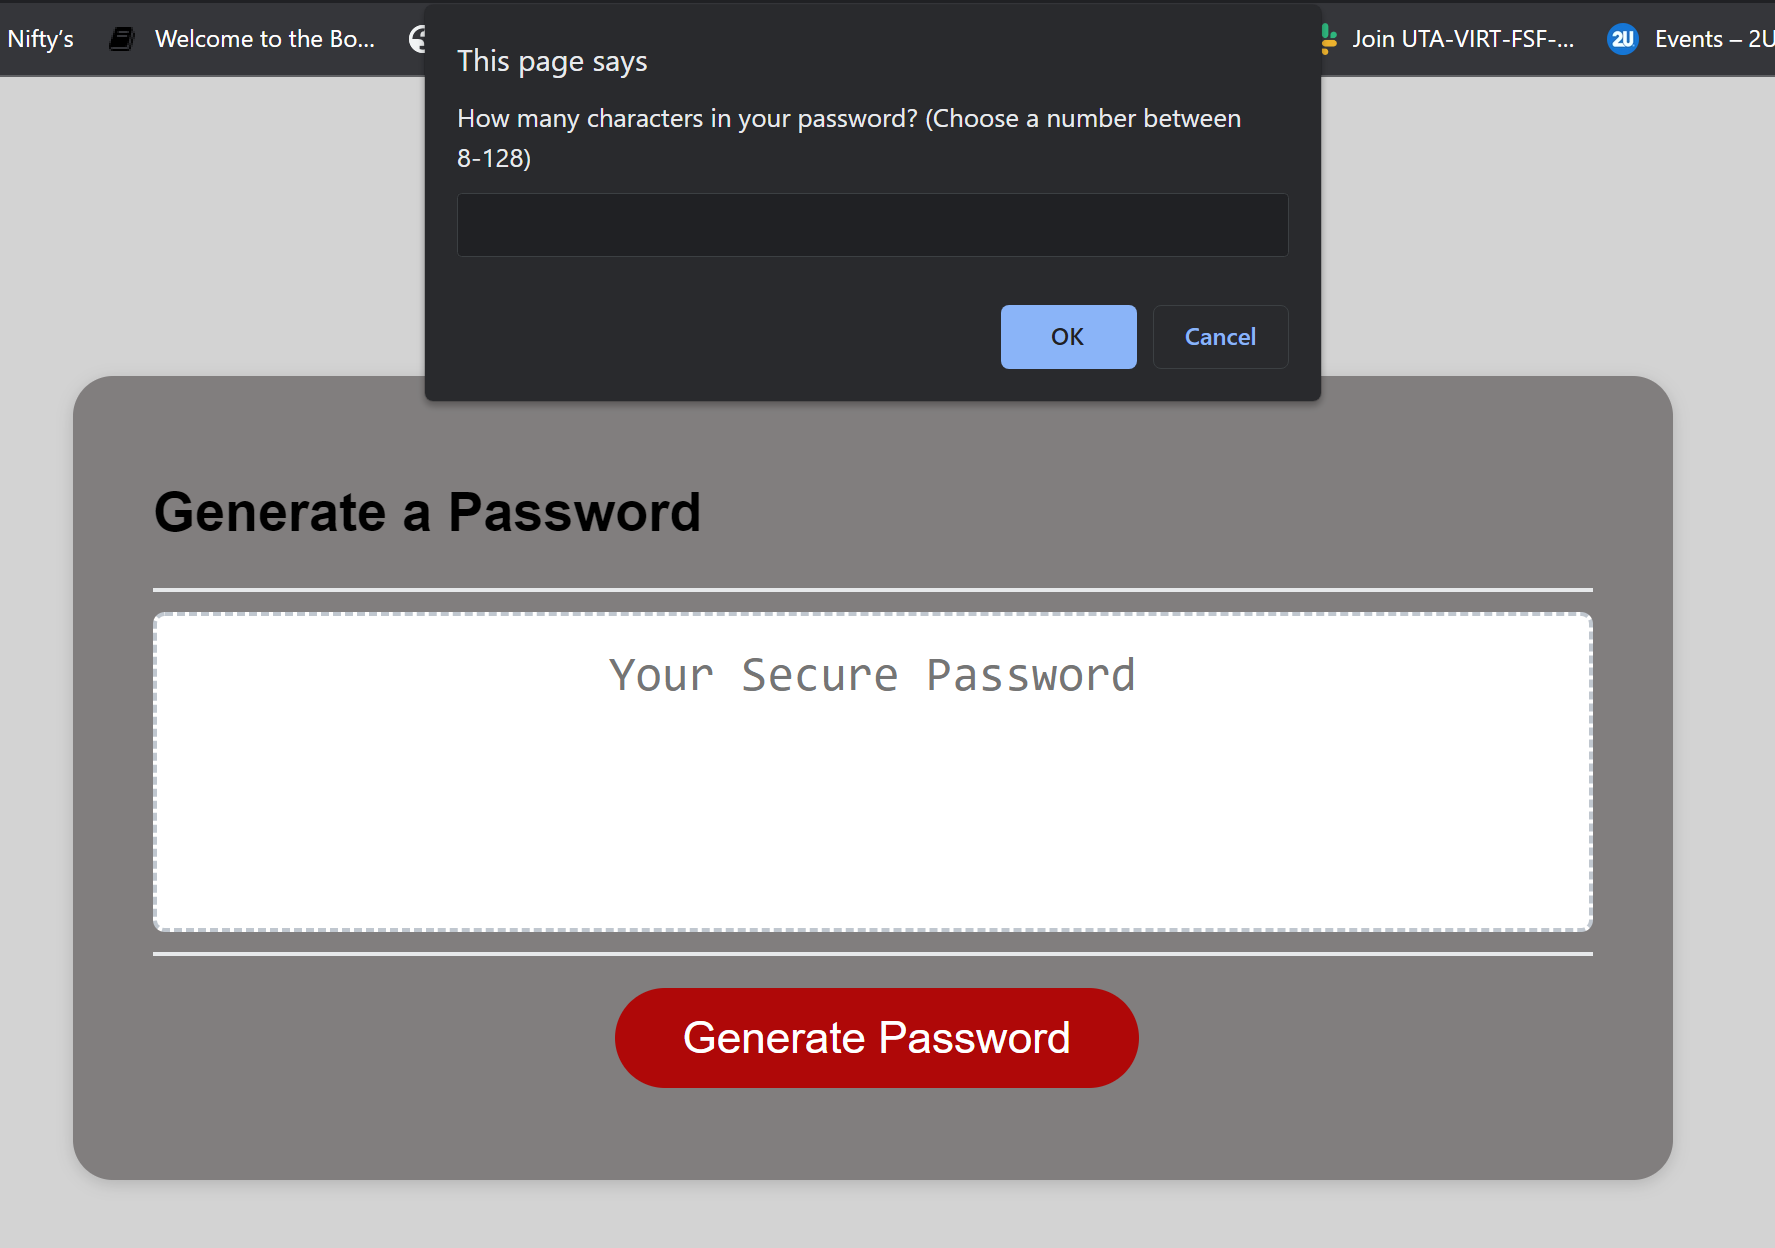 Nifty's
Welcome to the Bo...
Join UTA-VIRT-FSF-...
2U
Events – 2U
This page says
How many characters in your password? (Choose a number between
8-128)
OK
Cancel
Generate a Password
Your Secure Password
Generate Password